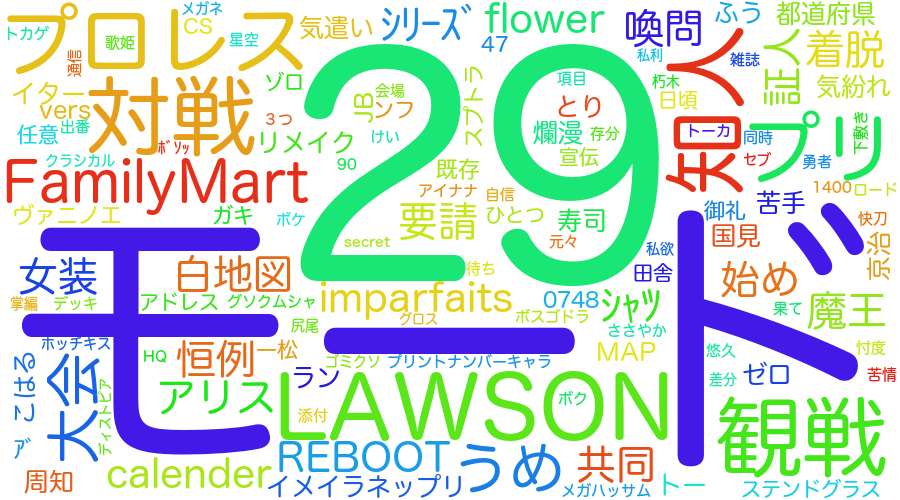 メガネ
トカゲ
プロレス
CS
歌姫
星空
通信
気遣い
シリーズ
flower
喚問
ふう
都道府県
47
私利
雑誌
知人
証人
着脱
気紛れ
イター
vers
対戦
ゾロ
会場
JB
ンフ
スプトラ
29
項目
朽木
日頃
とり
任意
出番
3つ
リメイク
けい
爛漫
存分
トーカ
同時
プリ
下敷き
クラシカル
ボソッ
90
既存
宣伝
セブ
勇者
FamilyMart
アイナナ
自信
1400
ロード
ヴァニノエ
ガキ
ボケ
要請
ひとつ
寿司
御礼
苦手
快刀
secret
元々
私欲
国見
京治
モード
女装
白地図
待ち
田舎
始め
掌編
デッキ
アドレス
グソクムシャ
imparfaits
0748
シャツ
果て
魔王
尻尾
グロス
ボスゴドラ
ささやか
ホッチキス
HQ
恒例
一松
ゴミクソ
プリントナンバーキャラ
MAP
悠久
忖度
こはる
大会
ディストピア
アリス
ラン
LAWSON
ボク
差分
ゼロ
苦情
添付
観戦
周知
calender
REBOOT
うめ
共同
イメイラネップリ
メガハッサム
トー
ステンドグラス